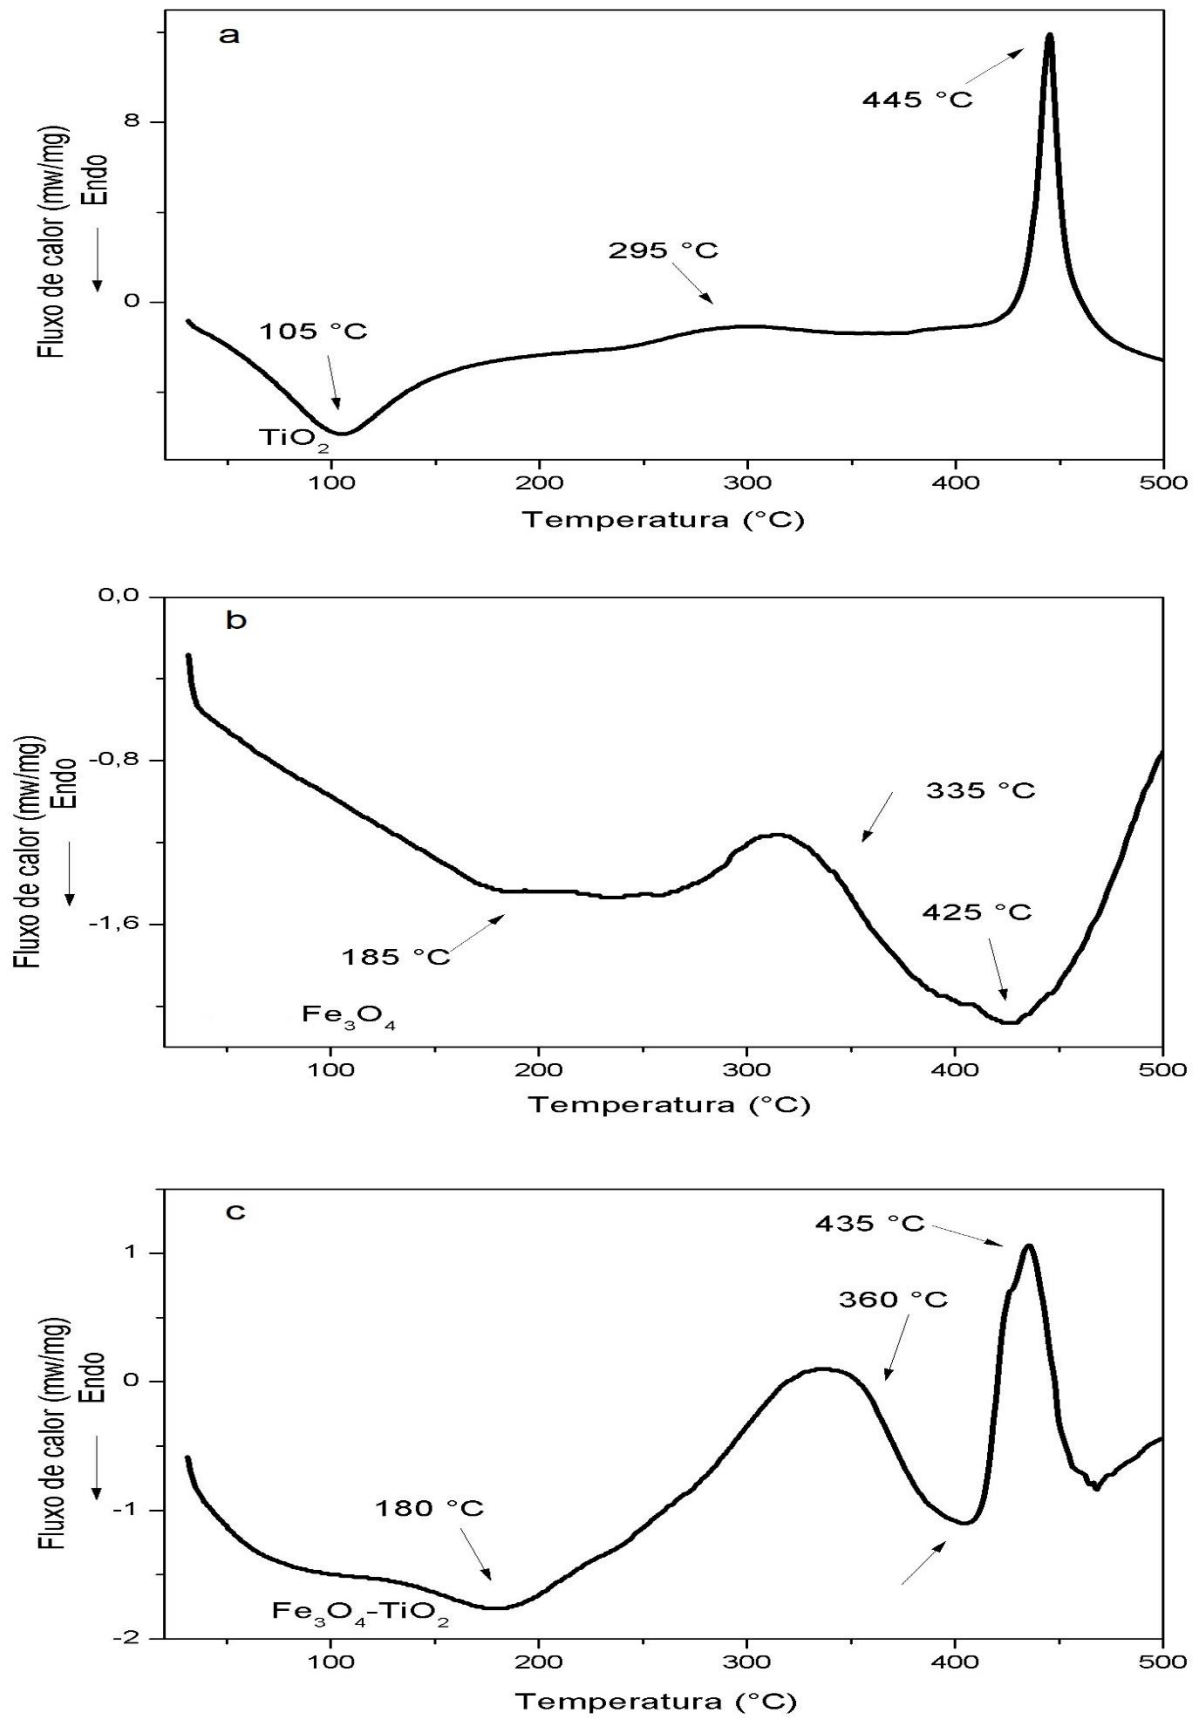 a
445 °C
8
Fluxo de calor (mw/mg)
Endo
295 °C
0
105 °C
TiO2
100 200 300 400 500
Temperatura (°C)
0,0
b
-0,8
335 °C
Fluxo de calor (mw/mg)
Endo
425 °C
-1,6
185 °C
Fe3O4
100 200 300 400 500
Temperatura (°C)
c
435 °C
1
360 °C
Fluxo de calor (mw/mg)
Endo
0
180 °C
-1
Fe3O4-TiO2
-2
100 200 300 400 500
Temperatura (°C)